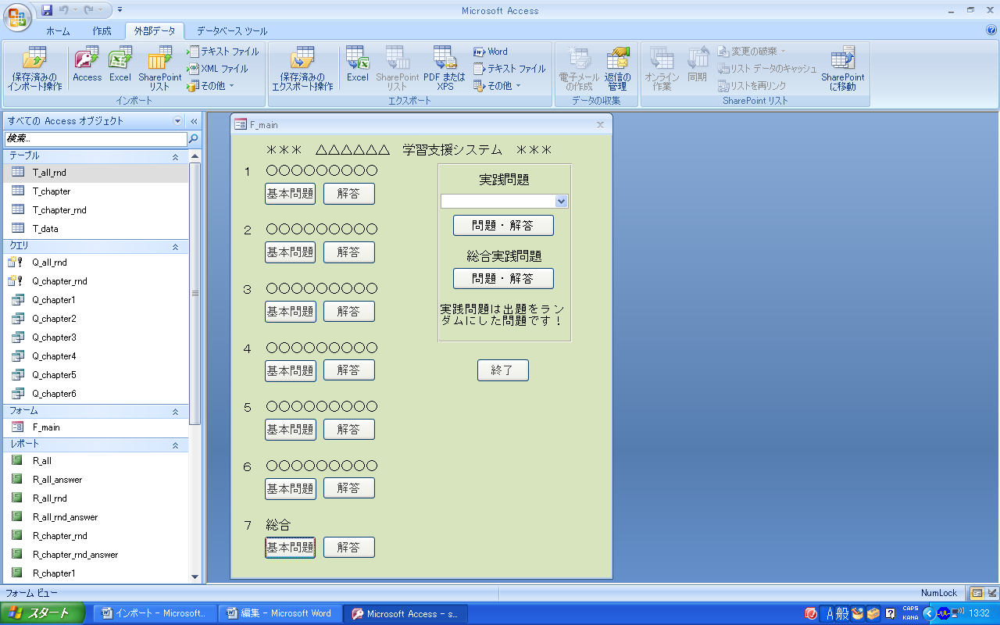 Microsoft Access
ホーム 作成 外部データ データベース ツール
保存済みの
インポート操作
Access
Excel
SharePoint
リスト
テキスト ファイル
XML ファイル
その他
インポート
保存済みの
エクスポート操作
Excel
SharePoint
リスト
PDF または
XPS
Word
テキスト ファイル
その他
エクスポート
電子メール
の作成
返信の
管理
データの収集
オンライン
作業
同期
変更の破棄
リスト データのキャッシュ
リストを再リンク
SharePoint
に移動
SharePoint リスト
すべての Access オブジェクト
検索...
テーブル
T_all_rnd
T_chapter
T_chapter_rnd
T_data
クエリ
Q_all_rnd
Q_chapter_rnd
Q_chapter1
Q_chapter2
Q_chapter3
Q_chapter4
Q_chapter5
Q_chapter6
フォーム
F_main
レポート
R_all
R_all_answer
R_all_rnd
R_all_rnd_answer
R_chapter_rnd
R_chapter_rnd_answer
R_chapter1
F_main
＊＊＊ △△△△△△ 学習支援システム ＊＊＊
1 ○○○○○○○○○
基本問題 解答
2 ○○○○○○○○○
基本問題 解答
3 ○○○○○○○○○
基本問題 解答
4 ○○○○○○○○○
基本問題 解答
5 ○○○○○○○○○
基本問題 解答
6 ○○○○○○○○○
基本問題 解答
7 総合
基本問題 解答
実践問題
問題・解答
総合実践問題
問題・解答
実践問題は出題をラン
ダムにした問題です！
終了
フォーム ビュー
NumLock
スタート
インポート - Microsoft...
編集 - Microsoft Word
Microsoft Access - s...
A 般
CAPS
KANA
13:32